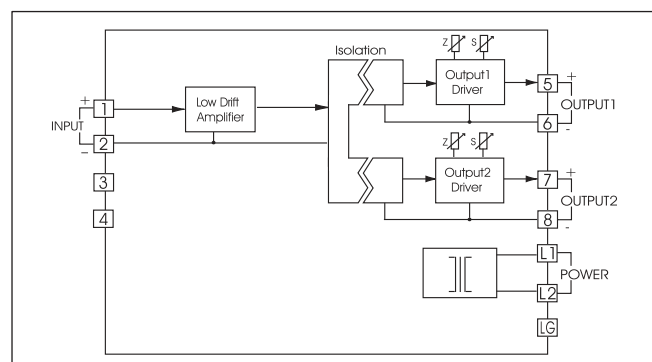 Isolation
Z S
Low Drift
Amplifier
Output1
Driver
+
1
INPUT
2
-
3
4
5
+
OUTPUT1
6
-
Z S
Output2
Driver
7
+
OUTPUT2
8
-
L1
POWER
L2
LG